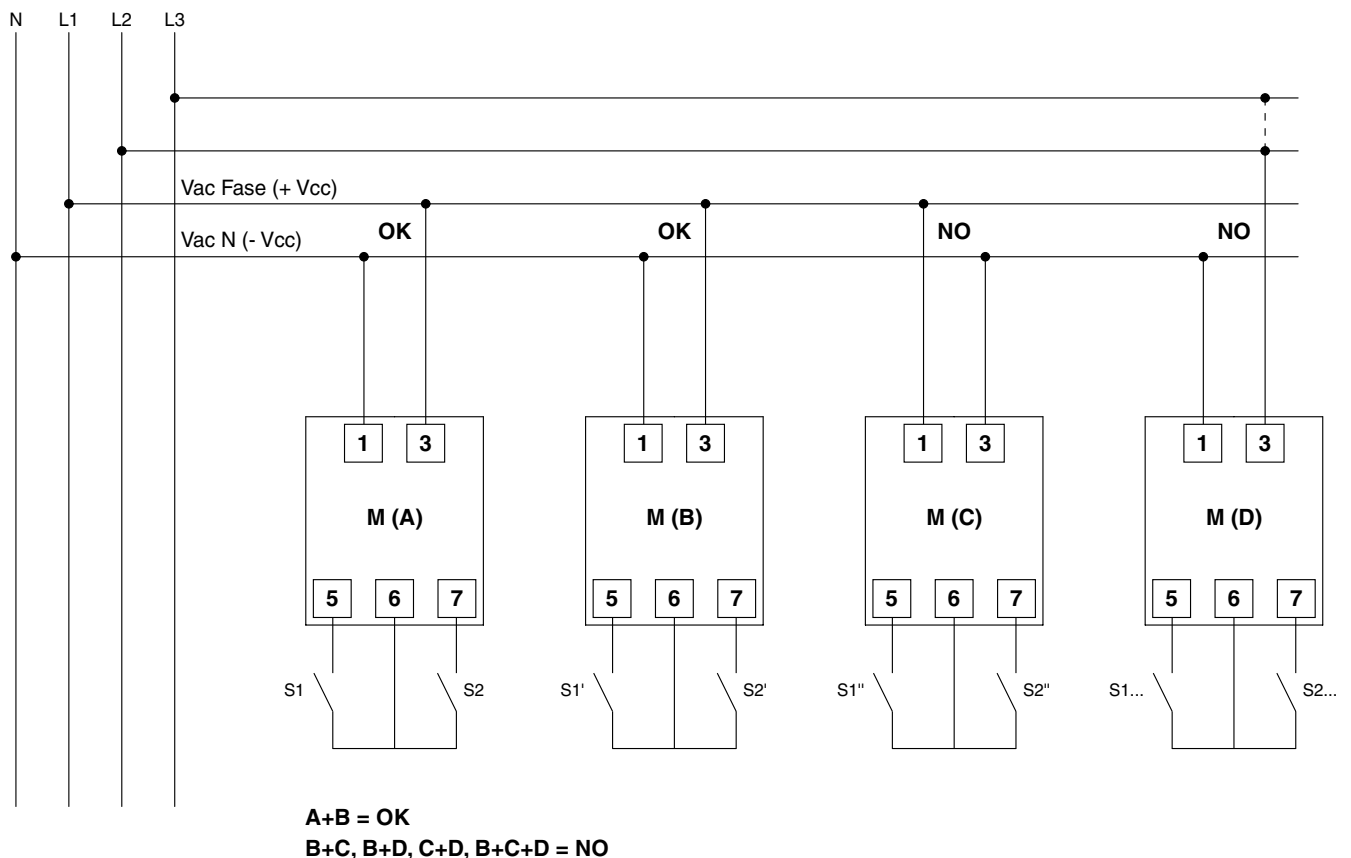 N L1 L2 L3
Vac Fase (+ Vcc)
OK OK NO NO
Vac N (- Vcc)
1 3 1 3 1 3 1 3
M (A) M (B) M (C) M (D)
5 6 7 5 6 7 5 6 7 5 6 7
S1 S2 S1' S2' S1" S2" S1... S2...
A+B = OK
B+C, B+D, C+D, B+C+D = NO